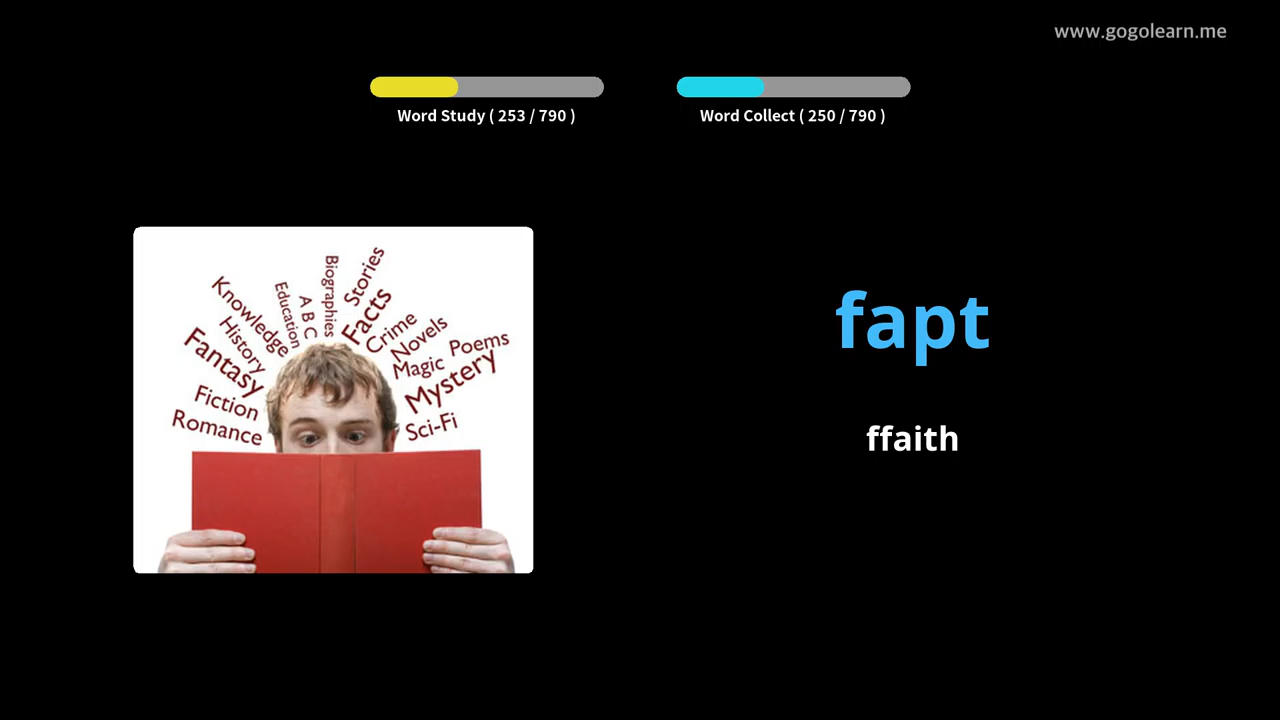 www.gogolearn.me
Word Study ( 253 / 790 )
Word Collect ( 250 / 790 )
Romance
Fiction
Fantasy
History
Knowledge
Education
A B C
Biographies
Stories
Facts
Crime
Novels
Magic
Poems
Mystery
Sci-Fi
fapt
ffaith